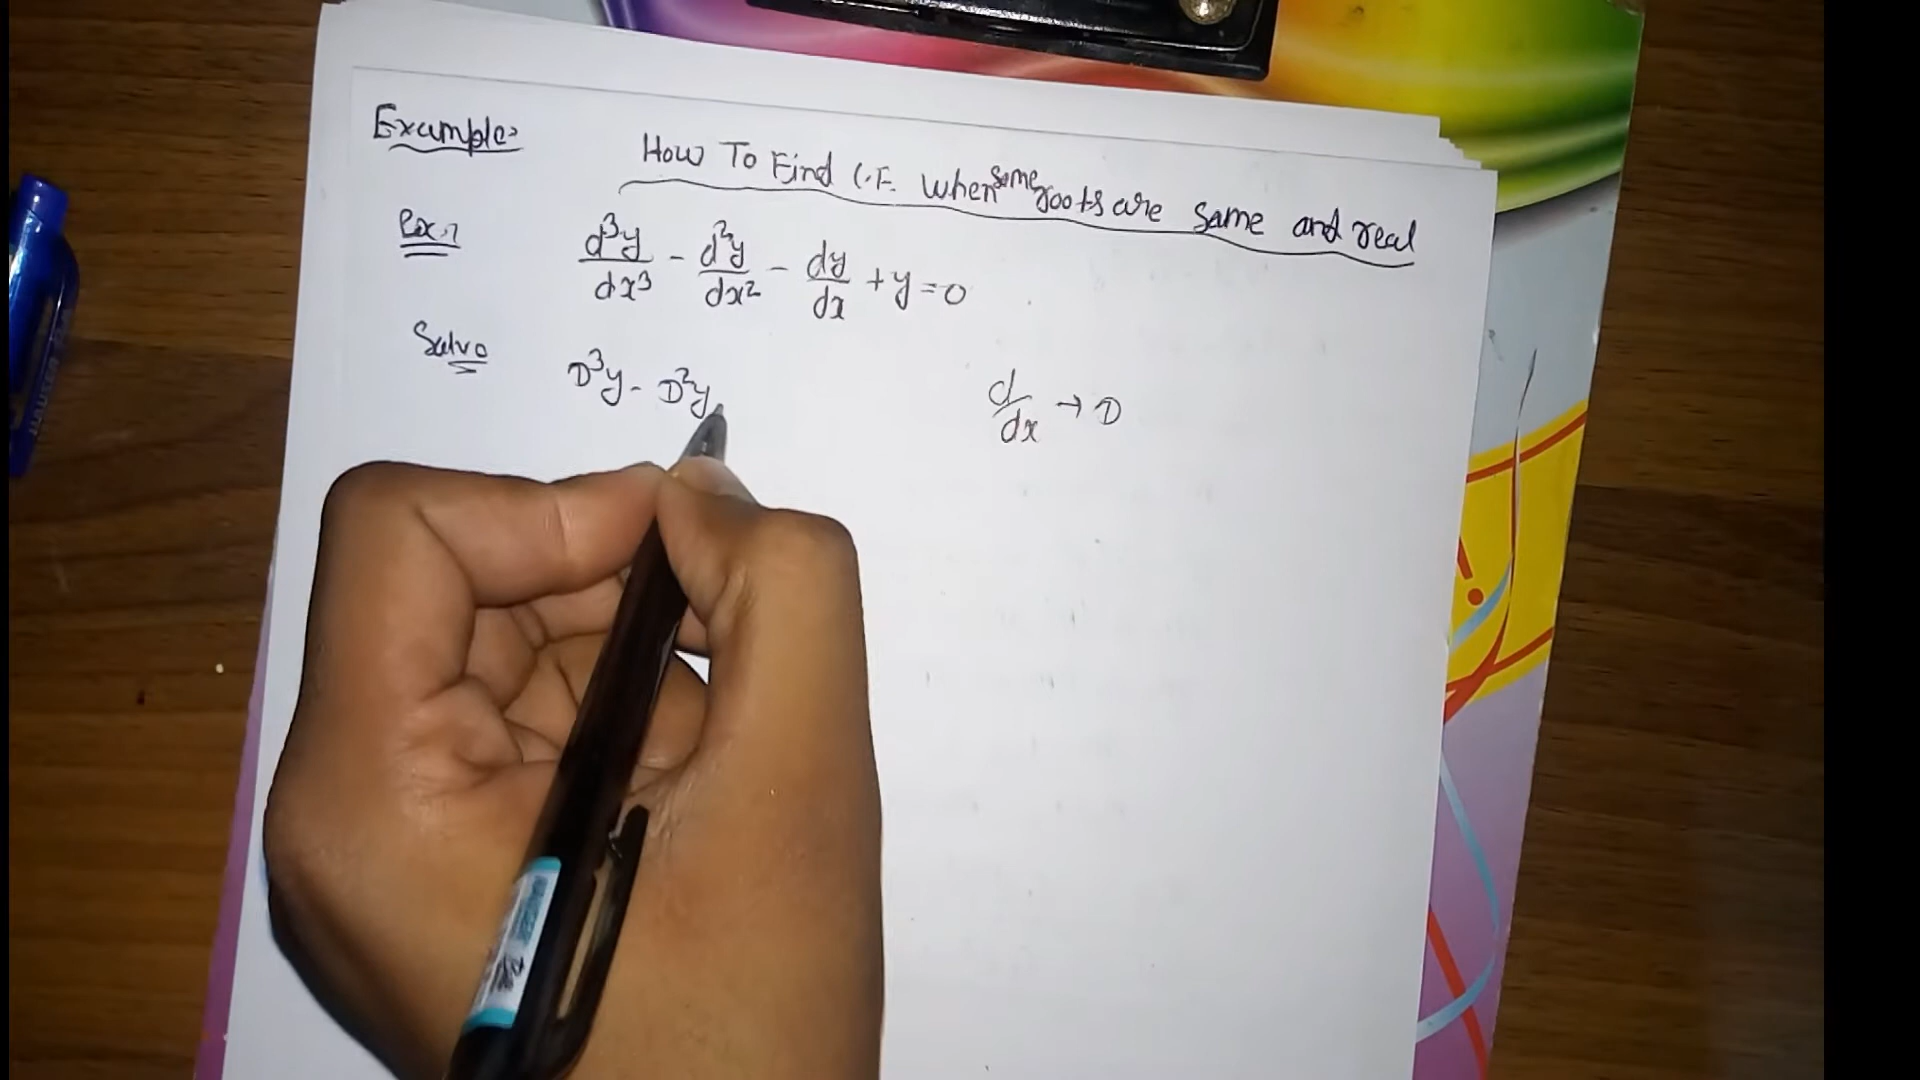 Example:
How To Find C.F. when some roots are same and real
Ex.1
d³y/dx³ - d²y/dx² - dy/dx + y = 0
Solve
D³y - D²y
d/dx → D